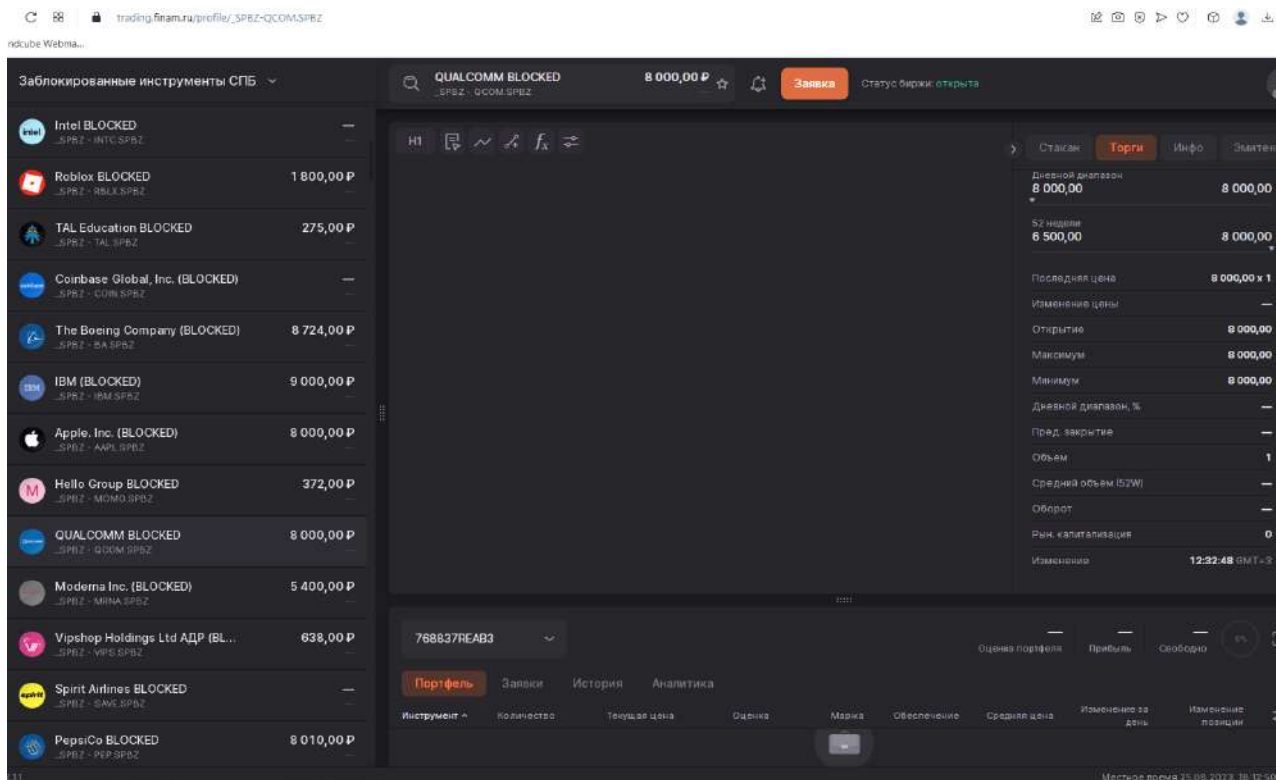 trading.finam.ru/profile/_SPBZ-QCOM.SPBZ
ndcube Webma...
Заблокированные инструменты СПБ
QUALCOMM BLOCKED 8 000,00 ₽
_SPBZ - QCOM.SPBZ
Заявка
Статус биржи: открыта
Intel BLOCKED —
_SPBZ - INTC.SPBZ
Roblox BLOCKED 1 800,00 ₽
_SPBZ - RBLX.SPBZ
TAL Education BLOCKED 275,00 ₽
_SPBZ - TAL.SPBZ
Coinbase Global, Inc. (BLOCKED) —
_SPBZ - COIN.SPBZ
The Boeing Company (BLOCKED) 8 724,00 ₽
_SPBZ - BA.SPBZ
IBM (BLOCKED) 9 000,00 ₽
_SPBZ - IBM.SPBZ
Apple. Inc. (BLOCKED) 8 000,00 ₽
_SPBZ - AAPL.SPBZ
Hello Group BLOCKED 372,00 ₽
_SPBZ - MOMO.SPBZ
QUALCOMM BLOCKED 8 000,00 ₽
_SPBZ - QCOM.SPBZ
Moderna Inc. (BLOCKED) 5 400,00 ₽
_SPBZ - MRNA.SPBZ
Vipshop Holdings Ltd АДР (BL... 638,00 ₽
_SPBZ - VIPS.SPBZ
Spirit Airlines BLOCKED —
_SPBZ - SAVE.SPBZ
PepsiCo BLOCKED 8 010,00 ₽
_SPBZ - PEP.SPBZ
H1
Стакан Торги Инфо Эмитен
Дневной диапазон
8 000,00 8 000,00
52 недели
6 500,00 8 000,00
Последняя цена 8 000,00 x 1
Изменение цены —
Открытие 8 000,00
Максимум 8 000,00
Минимум 8 000,00
Дневной диапазон, % —
Пред. закрытие —
Объем 1
Средний объем (52W) —
Оборот —
Рын. капитализация 0
Изменение 12:32:48 GMT+3
768837REAB3
Оценка портфеля Прибыль Свободно 0%
Портфель Заявки История Аналитика
Инструмент Количество Текущая цена Оценка Маржа Обеспечение Средняя цена Изменение за день Изменение позиции